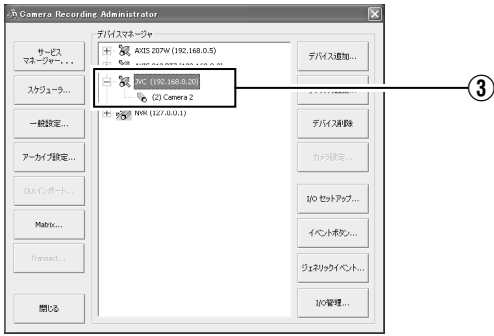 Camera Recording Administrator
デバイスマネージャ
サービス
マネージャー...
スケジューラ...
一般設定...
アーカイブ設定...
Matrix...
Transact...
閉じる
AXIS 207W (192.168.0.5)
JVC (192.168.0.20)
(2) Camera 2
NVR (127.0.0.1)
デバイス追加...
デバイス削除
カメラ設定...
I/O セットアップ...
イベントボタン...
ジェネリックイベント...
I/O管理...
③